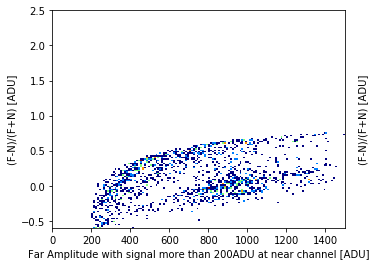 2.5
2.0
1.5
1.0
0.5
0.0
−0.5
(F-N)/(F+N) [ADU]
(F-N)/(F+N) [ADU]
0 200 400 600 800 1000 1200 1400
Far Amplitude with signal more than 200ADU at near channel [ADU]